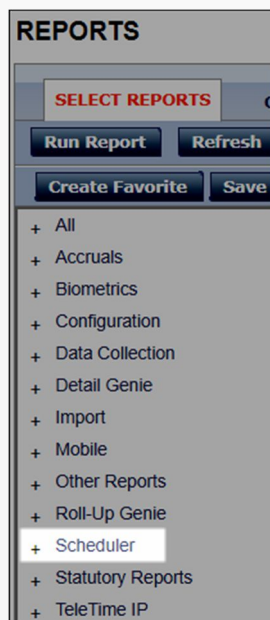 REPORTS
SELECT REPORTS
Run Report Refresh
Create Favorite Save
+ All
+ Accruals
+ Biometrics
+ Configuration
+ Data Collection
+ Detail Genie
+ Import
+ Mobile
+ Other Reports
+ Roll-Up Genie
+ Scheduler
+ Statutory Reports
+ TeleTime IP